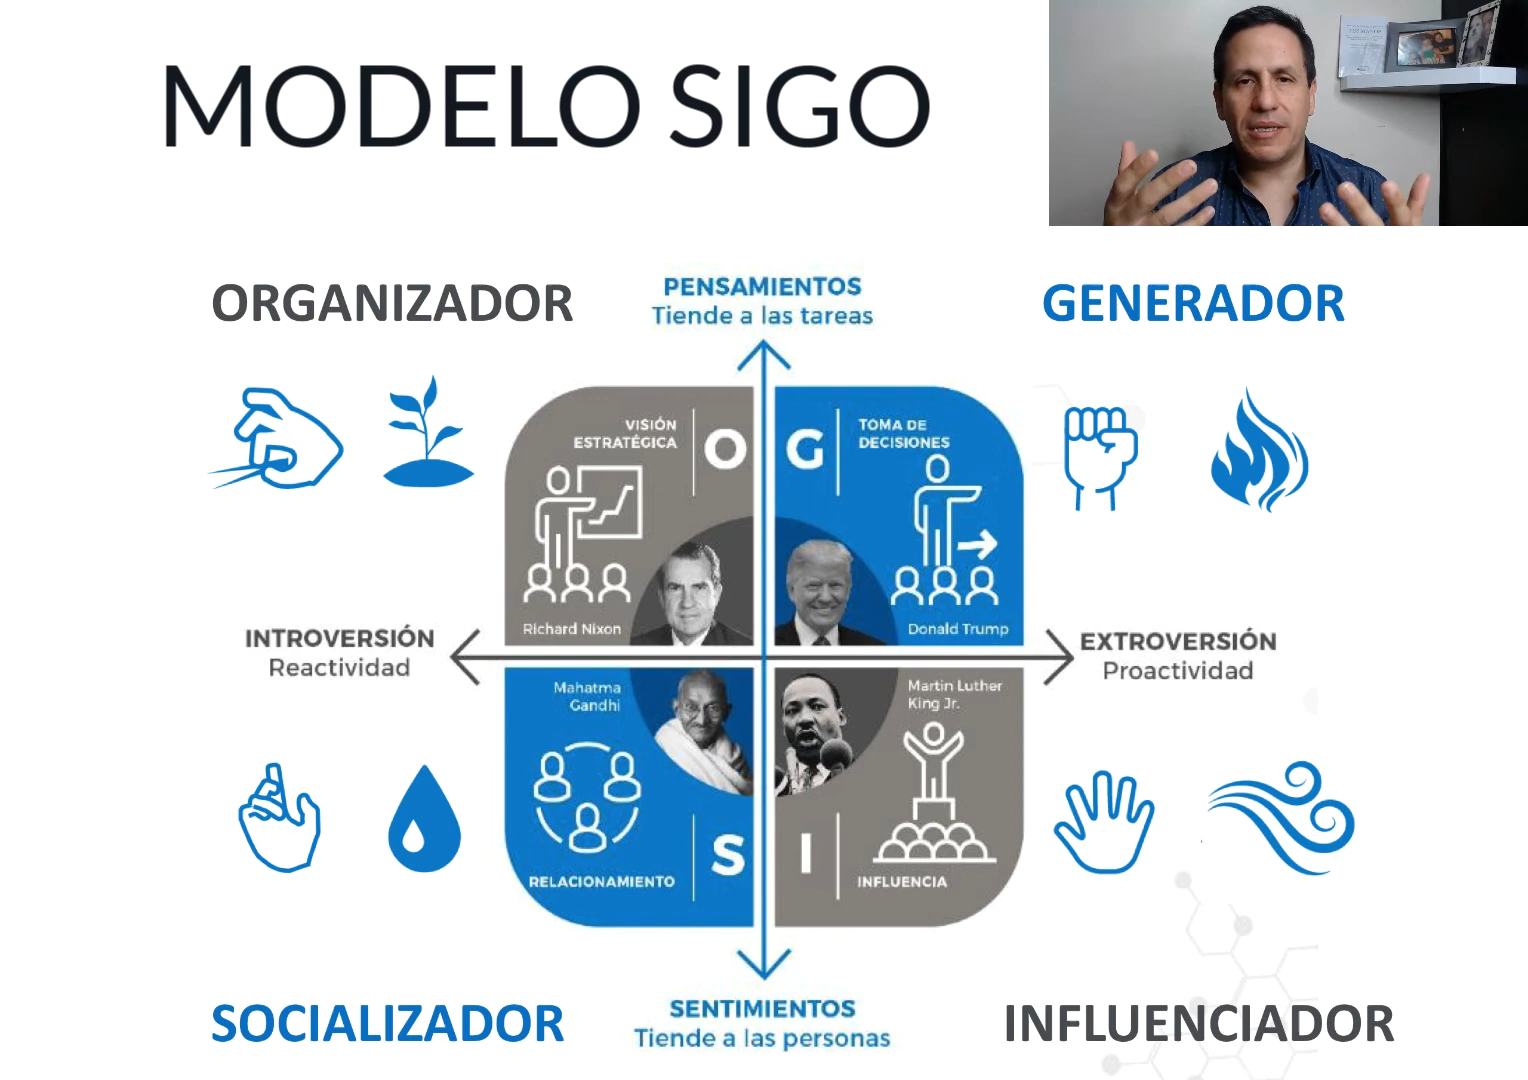 MODELO SIGO
ORGANIZADOR
PENSAMIENTOS
Tiende a las tareas
GENERADOR
VISIÓN
ESTRATÉGICA
O
G
TOMA DE
DECISIONES
Richard Nixon
Donald Trump
INTROVERSIÓN
Reactividad
EXTROVERSIÓN
Proactividad
Mahatma
Gandhi
Martin Luther
King Jr.
RELACIONAMIENTO
S
I
INFLUENCIA
SENTIMIENTOS
Tiende a las personas
SOCIALIZADOR
INFLUENCIADOR